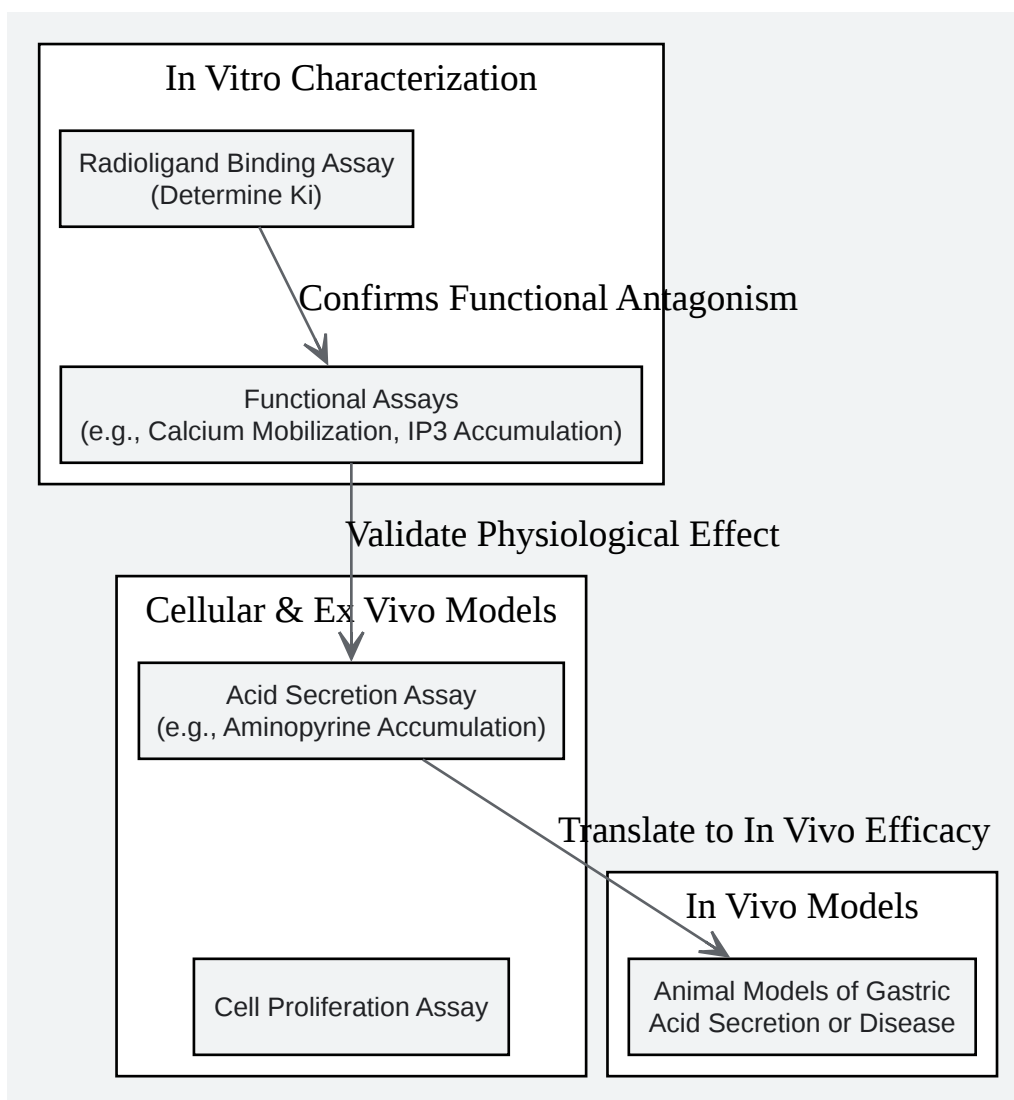 In Vitro Characterization
Radioligand Binding Assay
(Determine Ki)
Confirms Functional Antagonism
Functional Assays
(e.g., Calcium Mobilization, IP3 Accumulation)
Validate Physiological Effect
Cellular & Ex Vivo Models
Acid Secretion Assay
(e.g., Aminopyrine Accumulation)
Translate to In Vivo Efficacy
In Vivo Models
Cell Proliferation Assay
Animal Models of Gastric
Acid Secretion or Disease